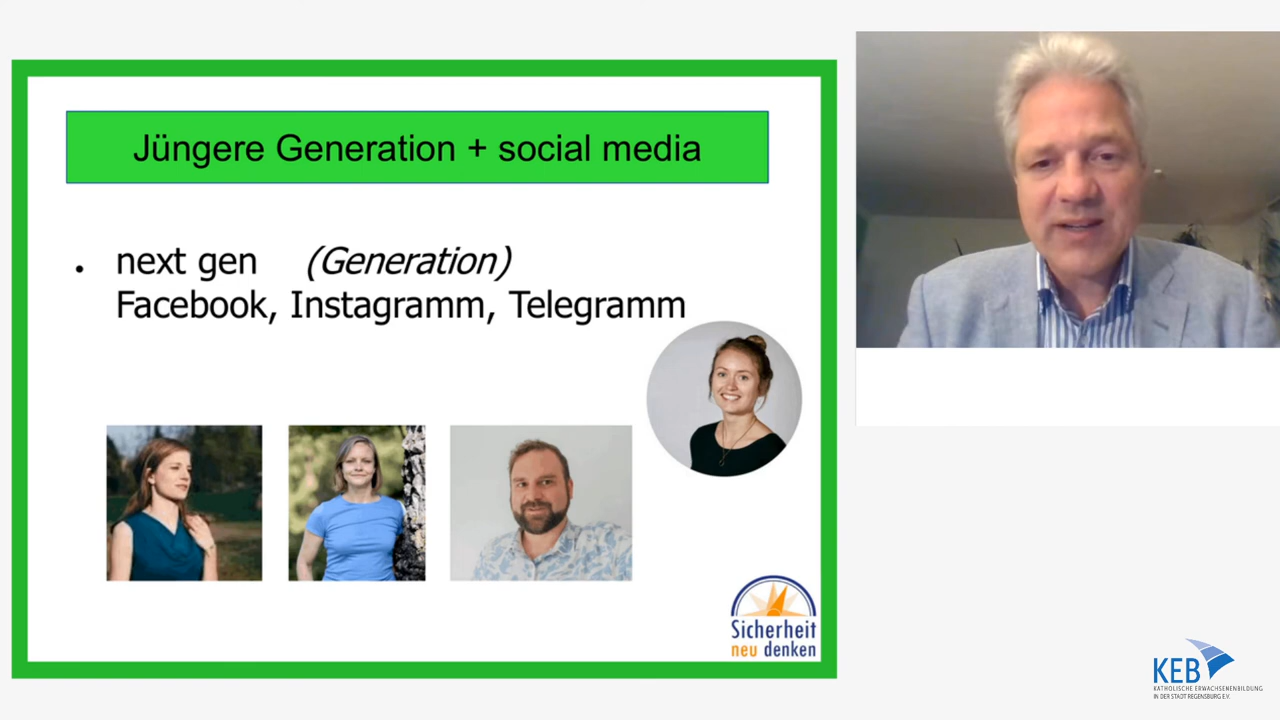 Jüngere Generation + social media
• next gen (Generation)
Facebook, Instagramm, Telegramm
Sicherheit
neu denken
KEB
KATHOLISCHE ERWACHSENENBILDUNG
IN DER STADT REGENSBURG E.V.